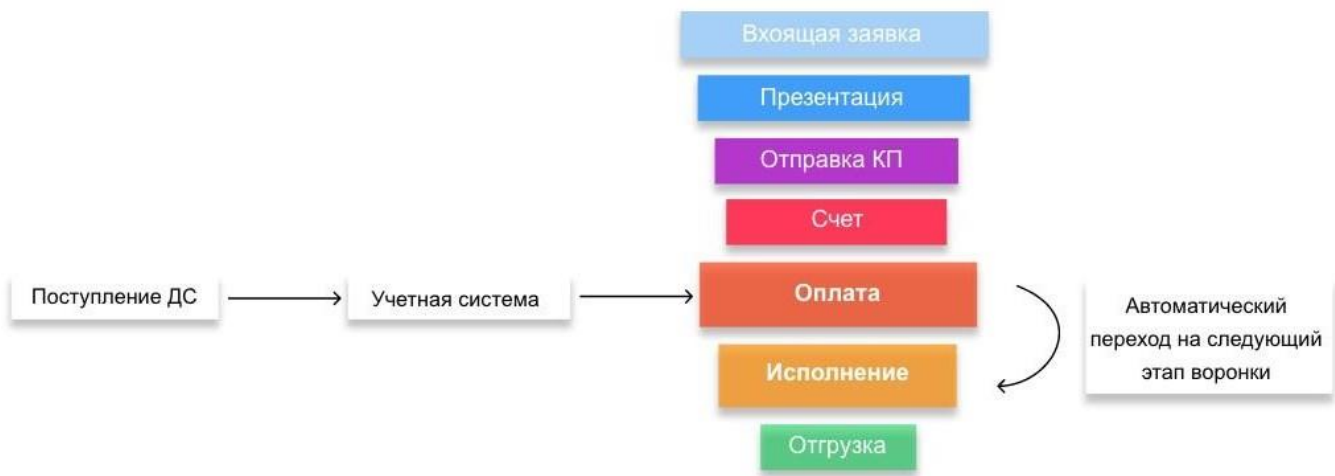 Вхоящая заявка
Презентация
Отправка КП
Счет
Поступление ДС
Учетная система
Оплата
Автоматический
переход на следующий
этап воронки
Исполнение
Отгрузка